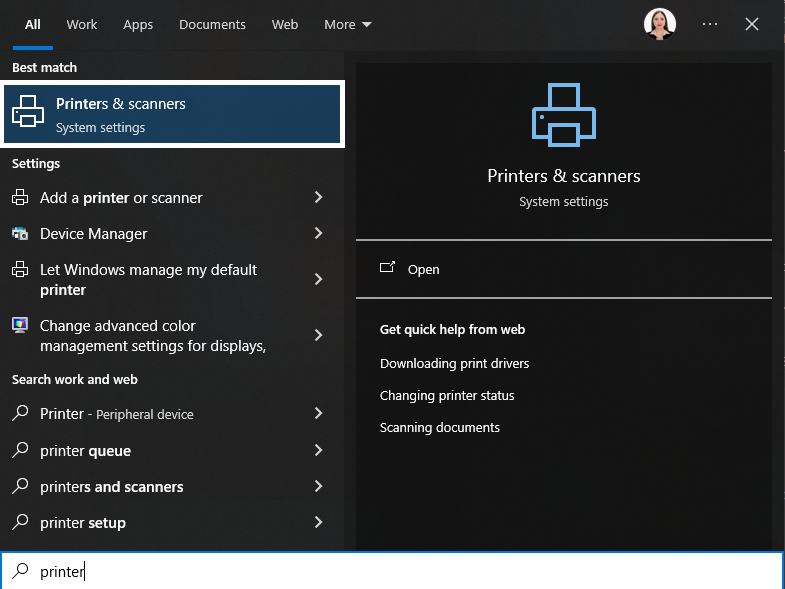 All Work Apps Documents Web More
Best match
Printers & scanners
System settings
Settings
Add a printer or scanner
Device Manager
Let Windows manage my default
printer
Change advanced color
management settings for displays,
Search work and web
Printer - Peripheral device
printer queue
printers and scanners
printer setup
printer
Printers & scanners
System settings
Open
Get quick help from web
Downloading print drivers
Changing printer status
Scanning documents